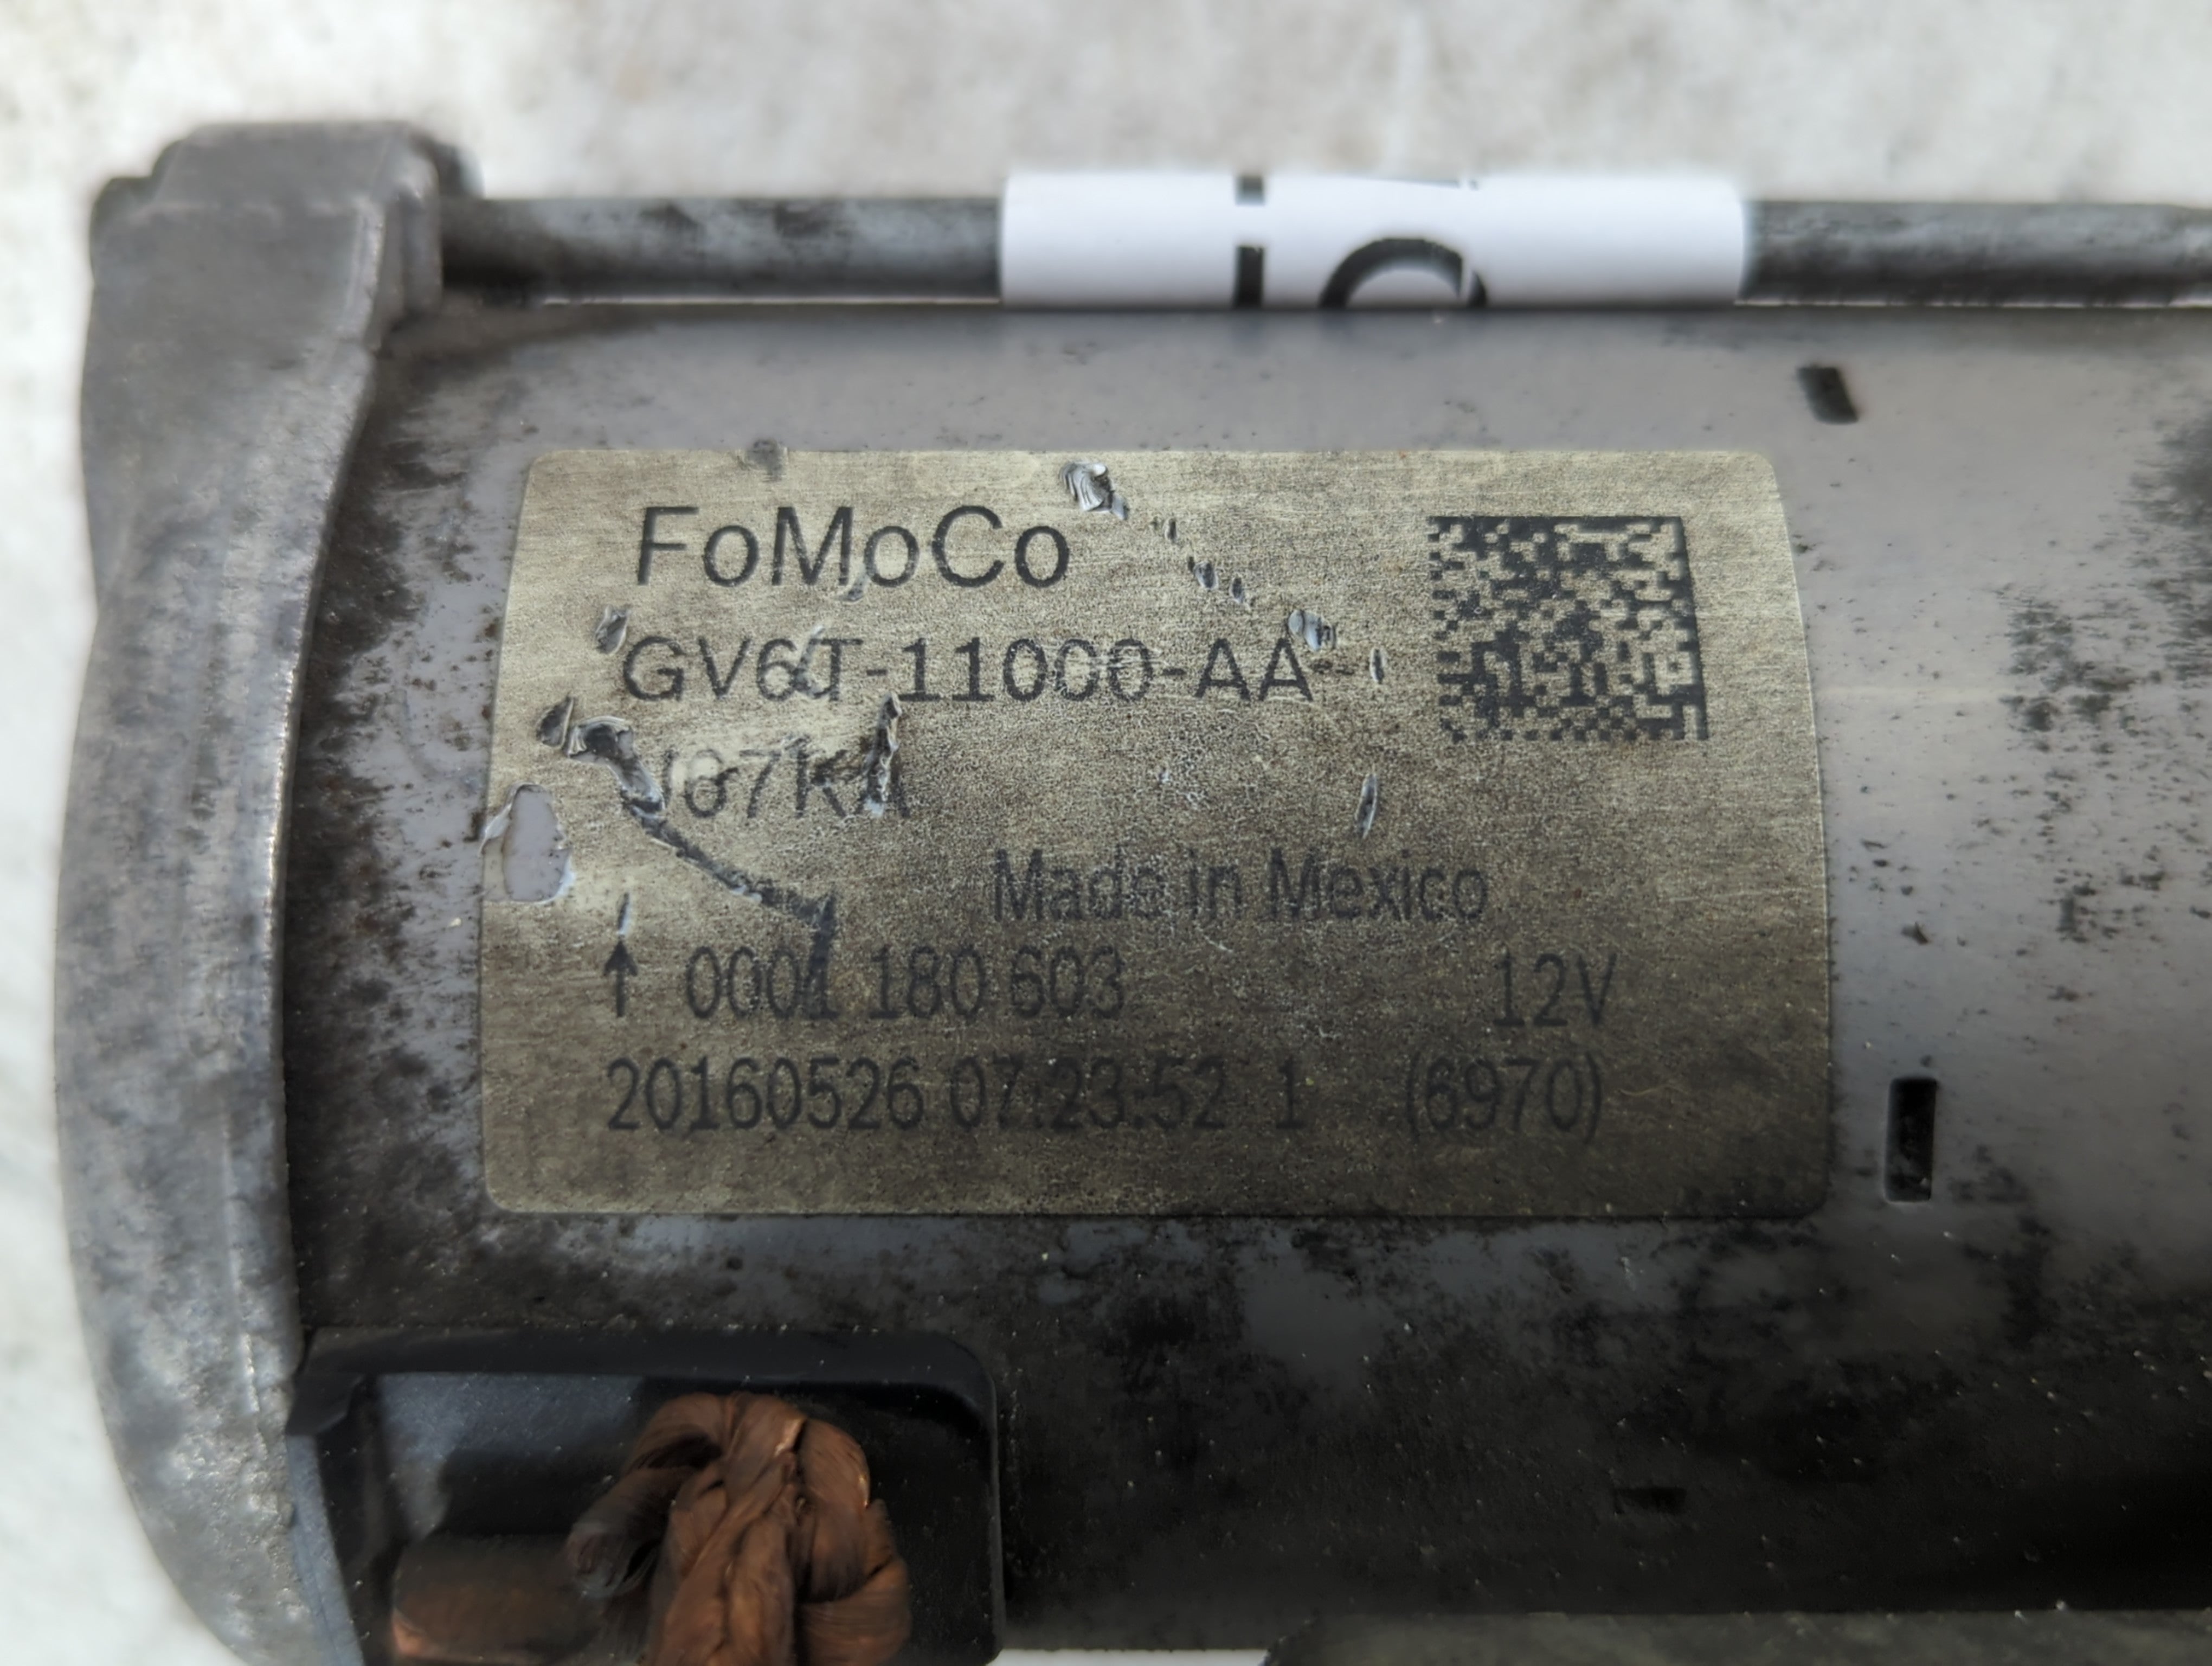 FoMoCo
GV6T-11000-AA
Made in Mexico
↑ 0001 180 603 12V
20160526 07:23:52 1 (6970)